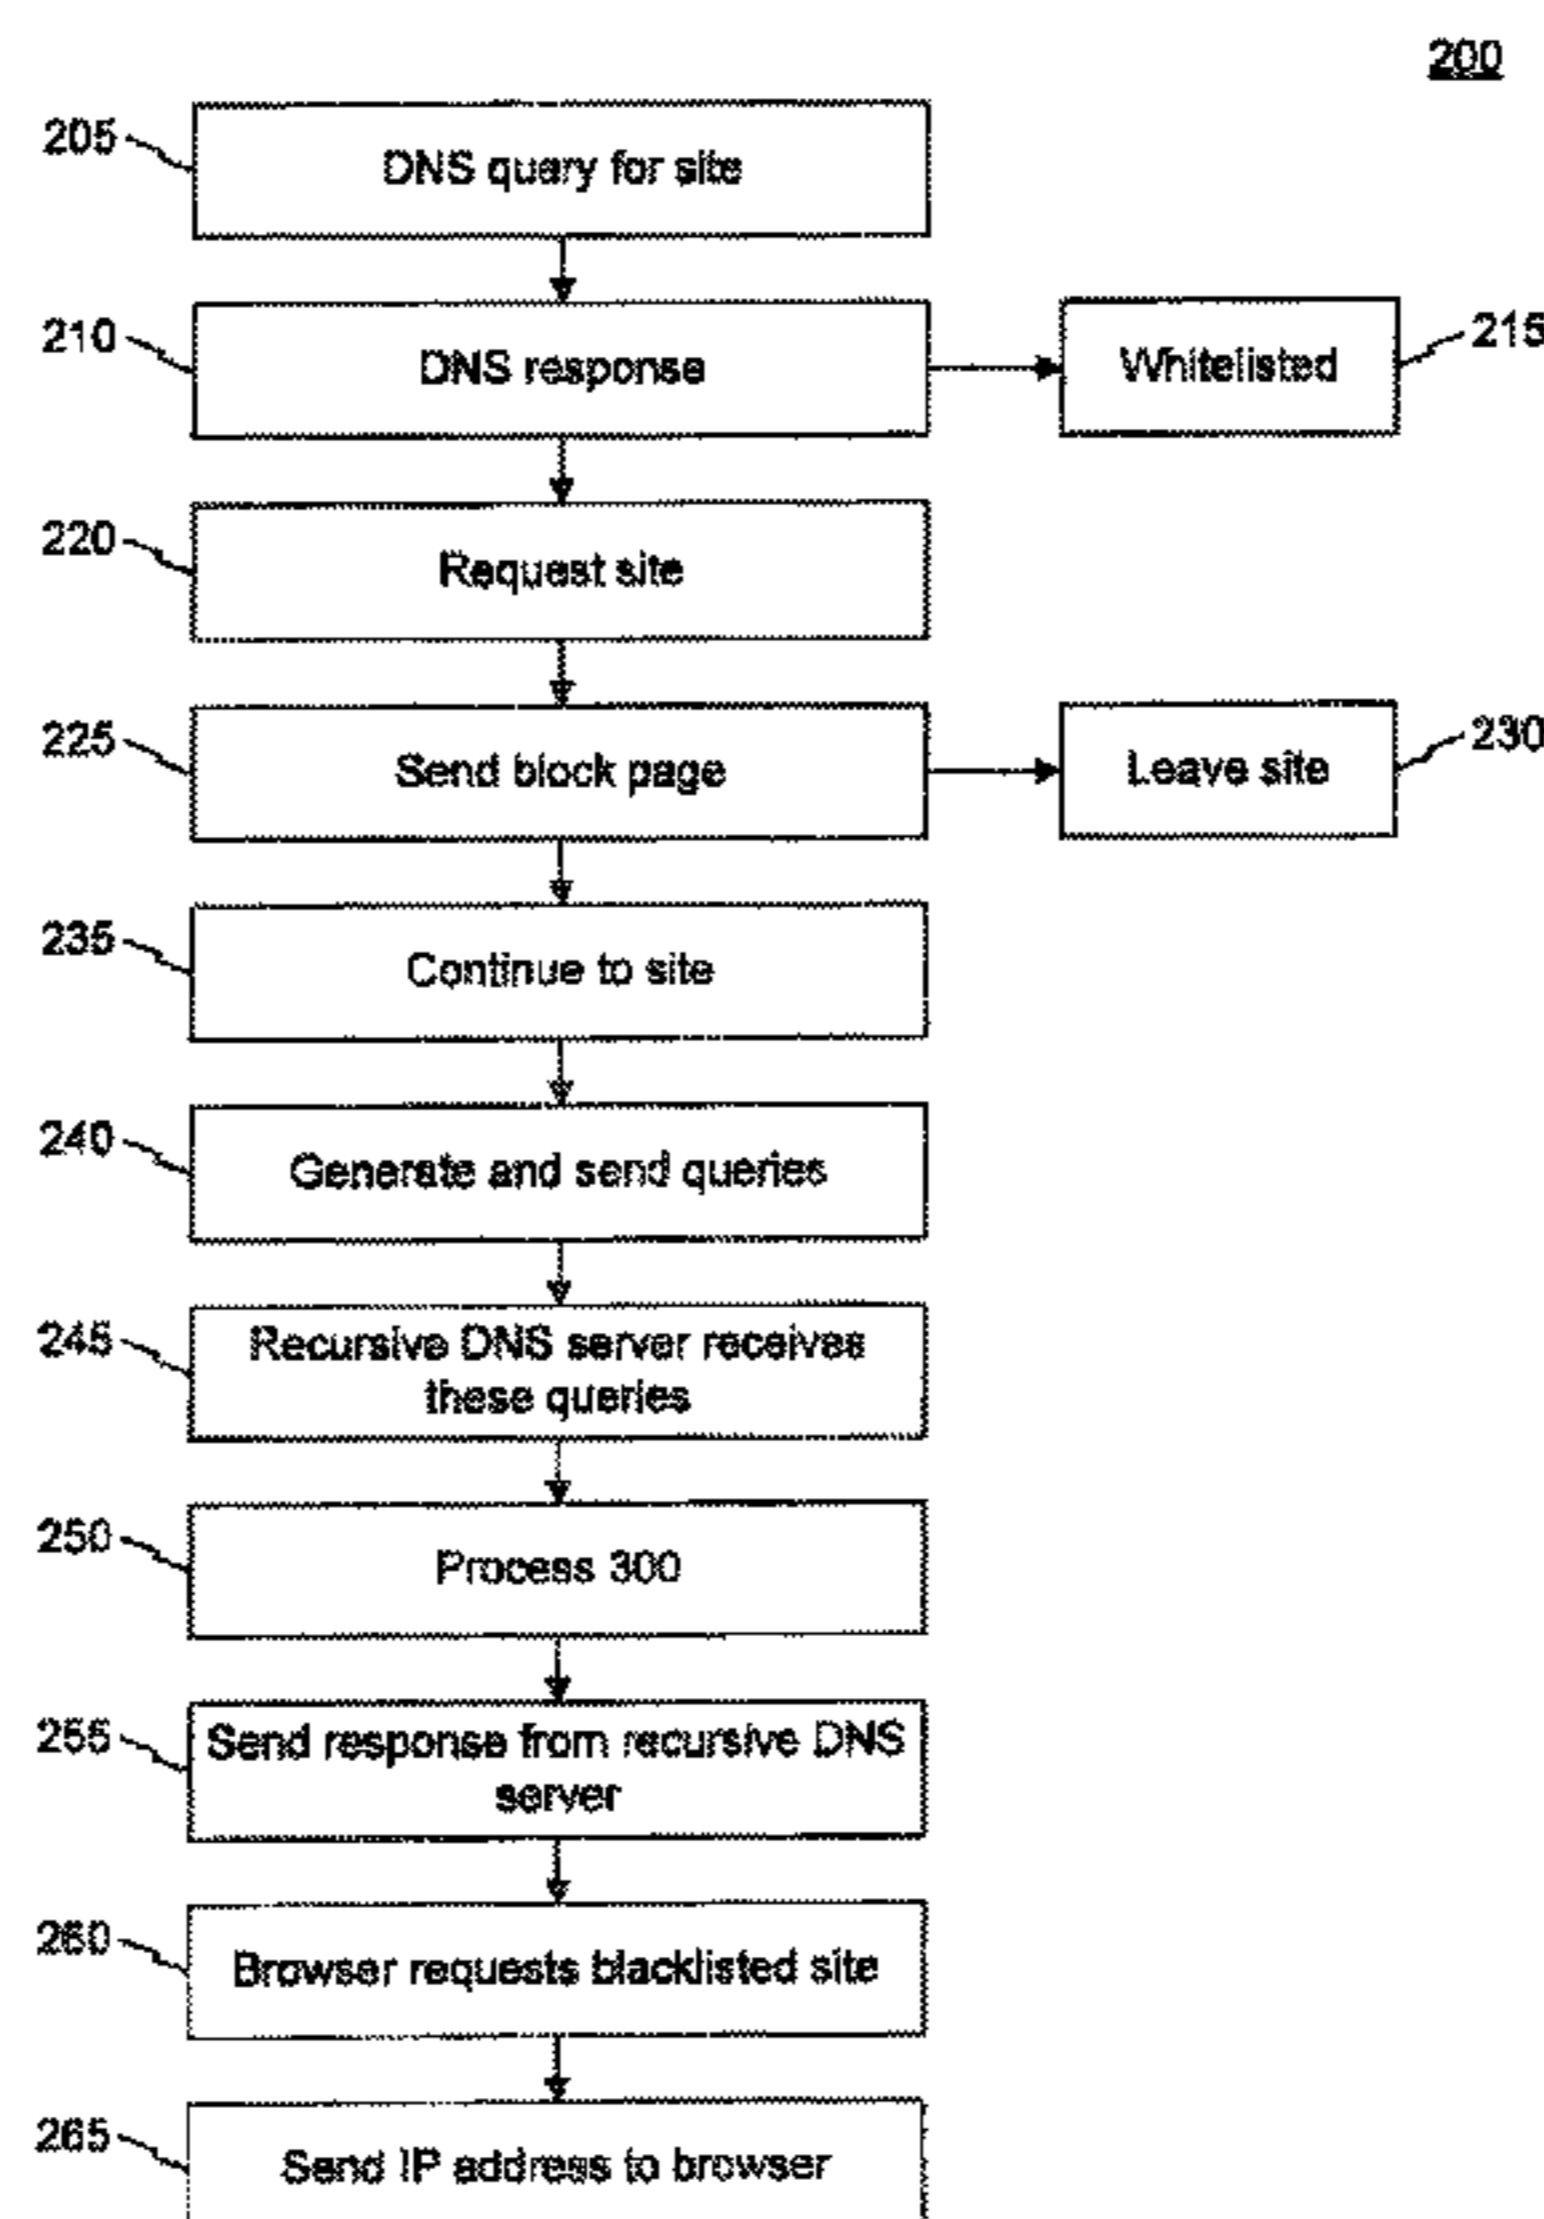 200
205
DNS query for site
210
DNS response
Whitelisted
215
220
Request site
225
Send block page
Leave site
230
235
Continue to site
240
Generate and send queries
245
Recursive DNS server receives
these queries
250
Process 300
255
Send response from recursive DNS
server
260
Browser requests blacklisted site
265
Send IP address to browser